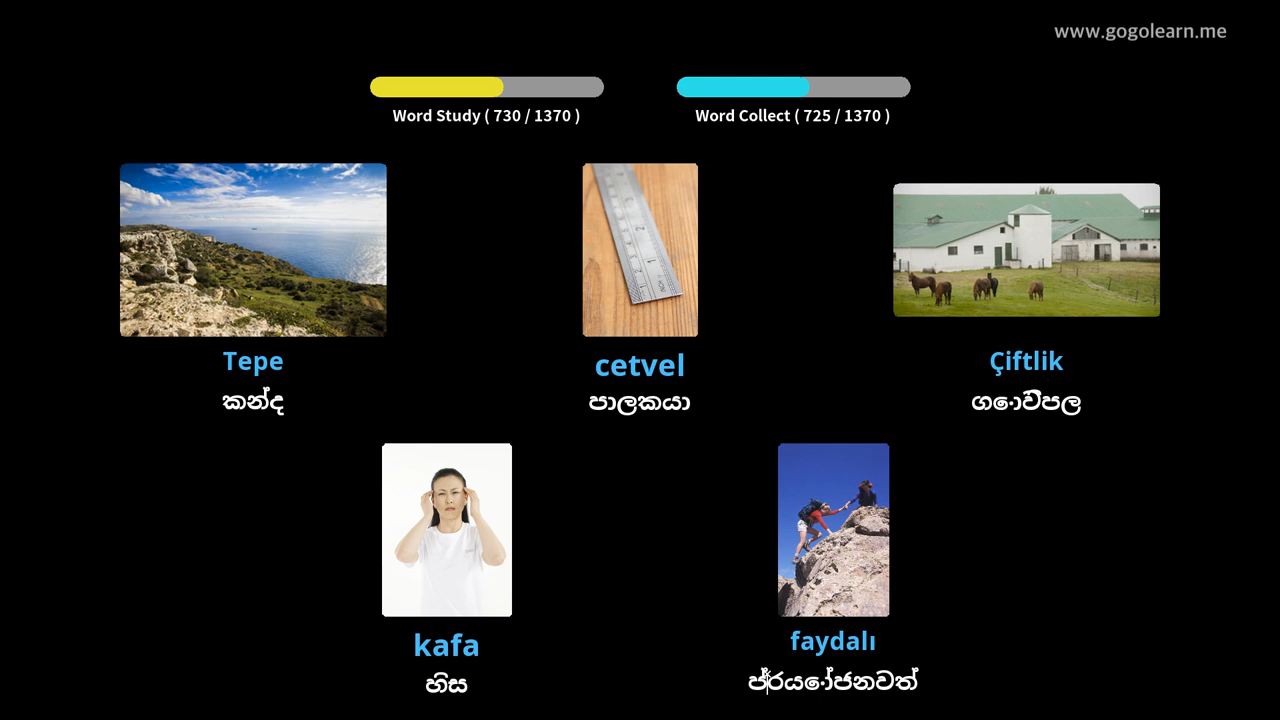 www.gogolearn.me
Word Study ( 730 / 1370 )
Word Collect ( 725 / 1370 )
Tepe
cetvel
Çiftlik
කන්ද
පාලකයා
ගොවිපල
kafa
faydalı
හිස
ප්‍රයෝජනවත්